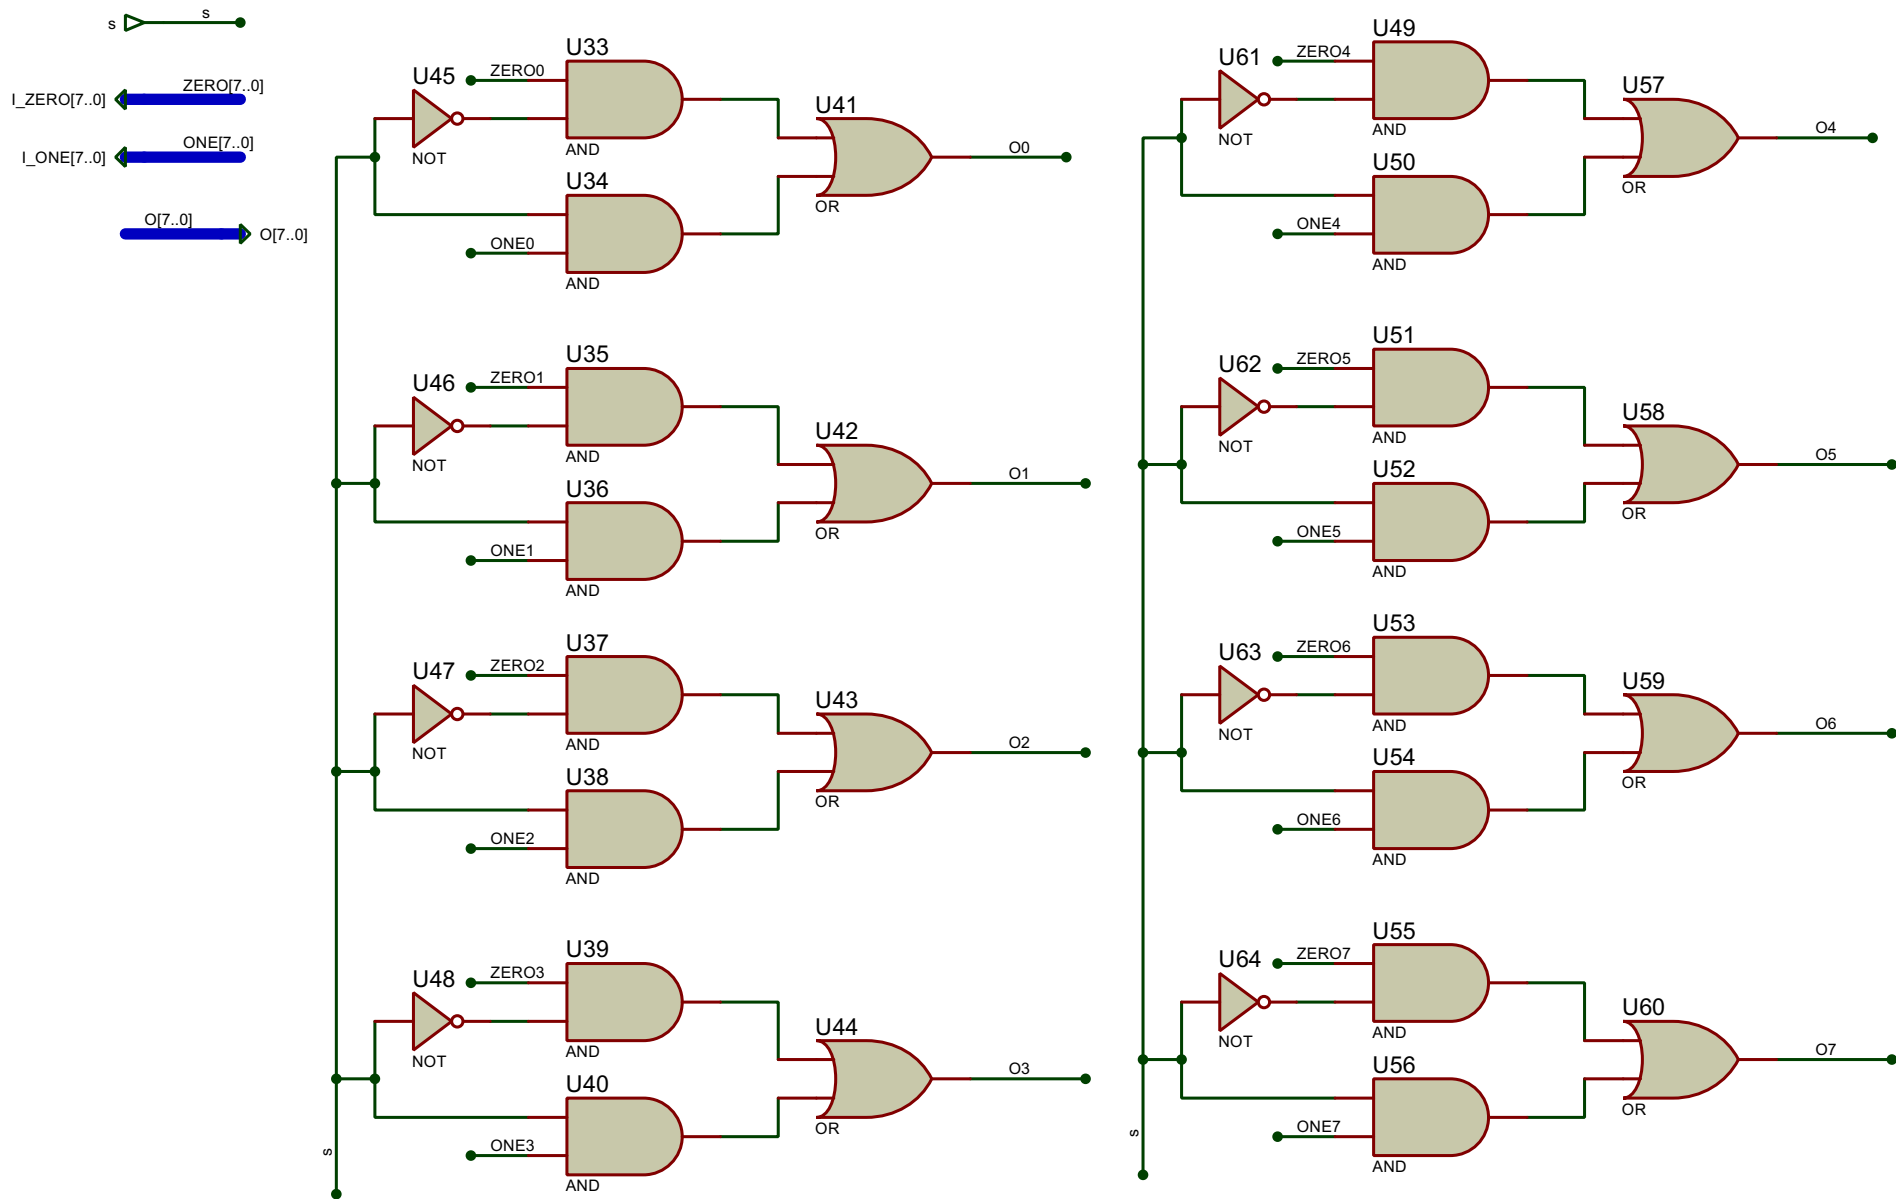 s
s
I_ZERO[7..0]
ZERO[7..0]
I_ONE[7..0]
ONE[7..0]
O[7..0]
O[7..0]
U33
U45
ZERO0
NOT
AND
U34
ONE0
AND
U41
OR
O0
U35
U46
ZERO1
NOT
AND
U36
ONE1
AND
U42
OR
O1
U37
U47
ZERO2
NOT
AND
U38
ONE2
AND
U43
OR
O2
U39
U48
ZERO3
NOT
AND
U40
ONE3
AND
U44
OR
O3
s
U49
U61
ZERO4
NOT
AND
U50
ONE4
AND
U57
OR
O4
U51
U62
ZERO5
NOT
AND
U52
ONE5
AND
U58
OR
O5
U53
U63
ZERO6
NOT
AND
U54
ONE6
AND
U59
OR
O6
U55
U64
ZERO7
NOT
AND
U56
ONE7
AND
U60
OR
O7
s